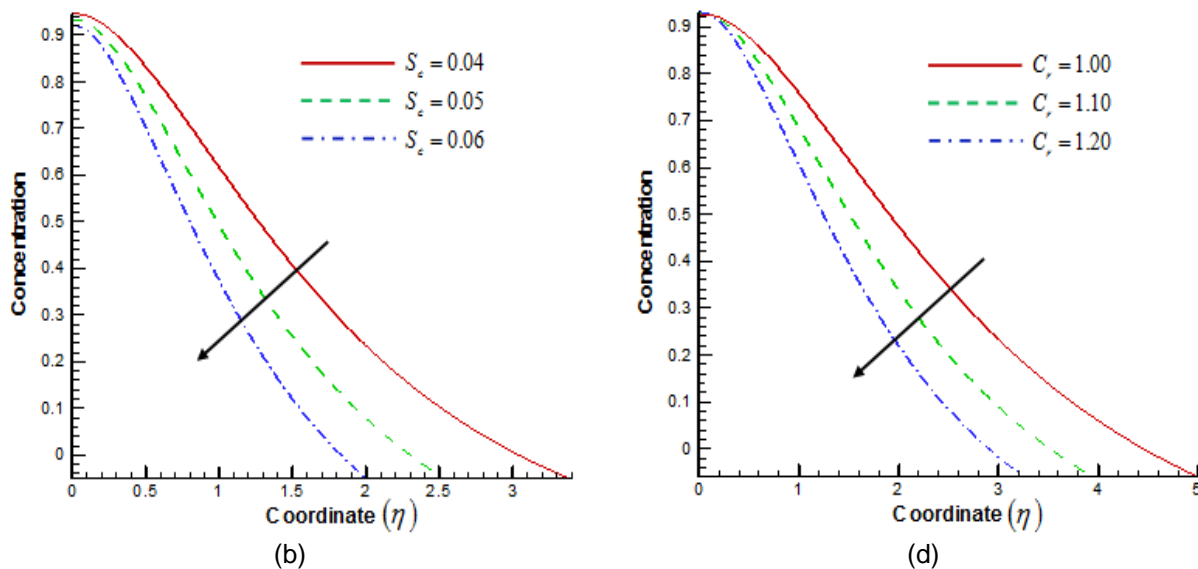 0.9
0.8
0.7
0.6
0.5
0.4
0.3
0.2
0.1
0
Concentration
S_c = 0.04
S_c = 0.05
S_c = 0.06
0 0.5 1 1.5 2 2.5 3
Coordinate (η)
(b)
0.9
0.8
0.7
0.6
0.5
0.4
0.3
0.2
0.1
0
Concentration
C_r = 1.00
C_r = 1.10
C_r = 1.20
0 1 2 3 4 5
Coordinate (η)
(d)